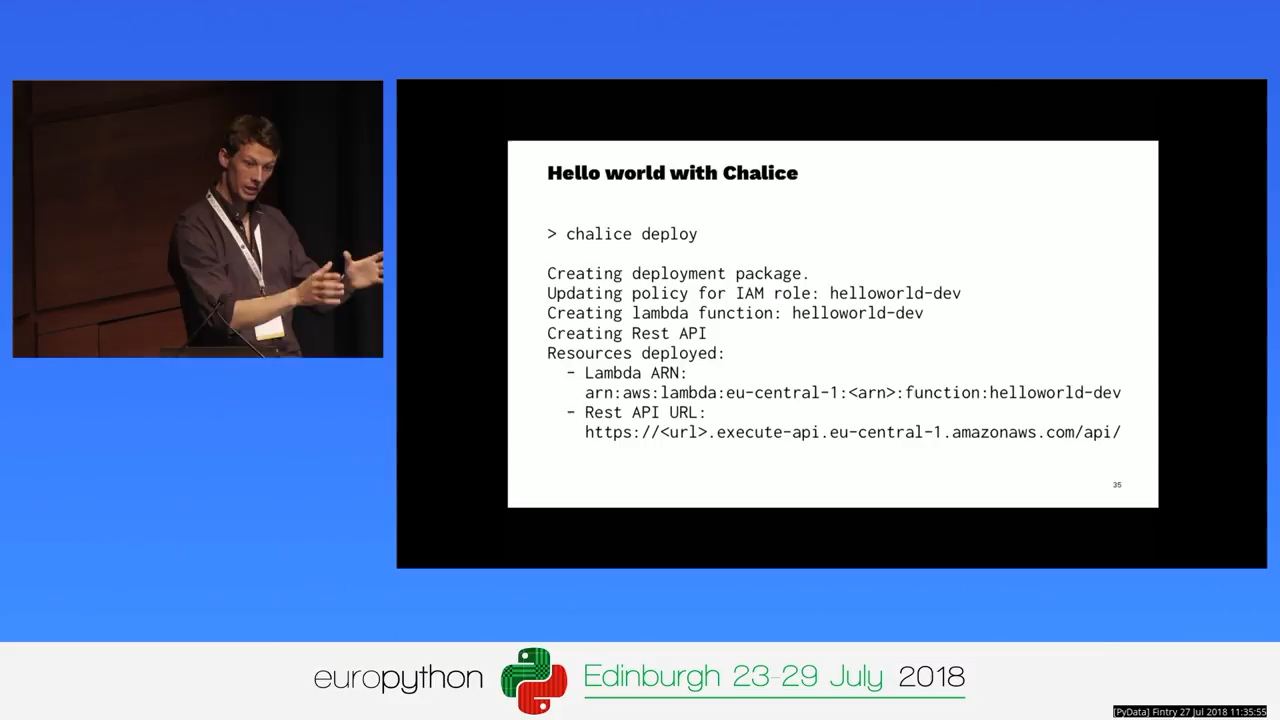 Hello world with Chalice
> chalice deploy
Creating deployment package.
Updating policy for IAM role: helloworld-dev
Creating lambda function: helloworld-dev
Creating Rest API
Resources deployed:
- Lambda ARN:
arn:aws:lambda:eu-central-1:<arn>:function:helloworld-dev
- Rest API URL:
https://<url>.execute-api.eu-central-1.amazonaws.com/api/
35
europython Edinburgh 23-29 July 2018
[PyData] Fintry 27 Jul 2018 11:35:55